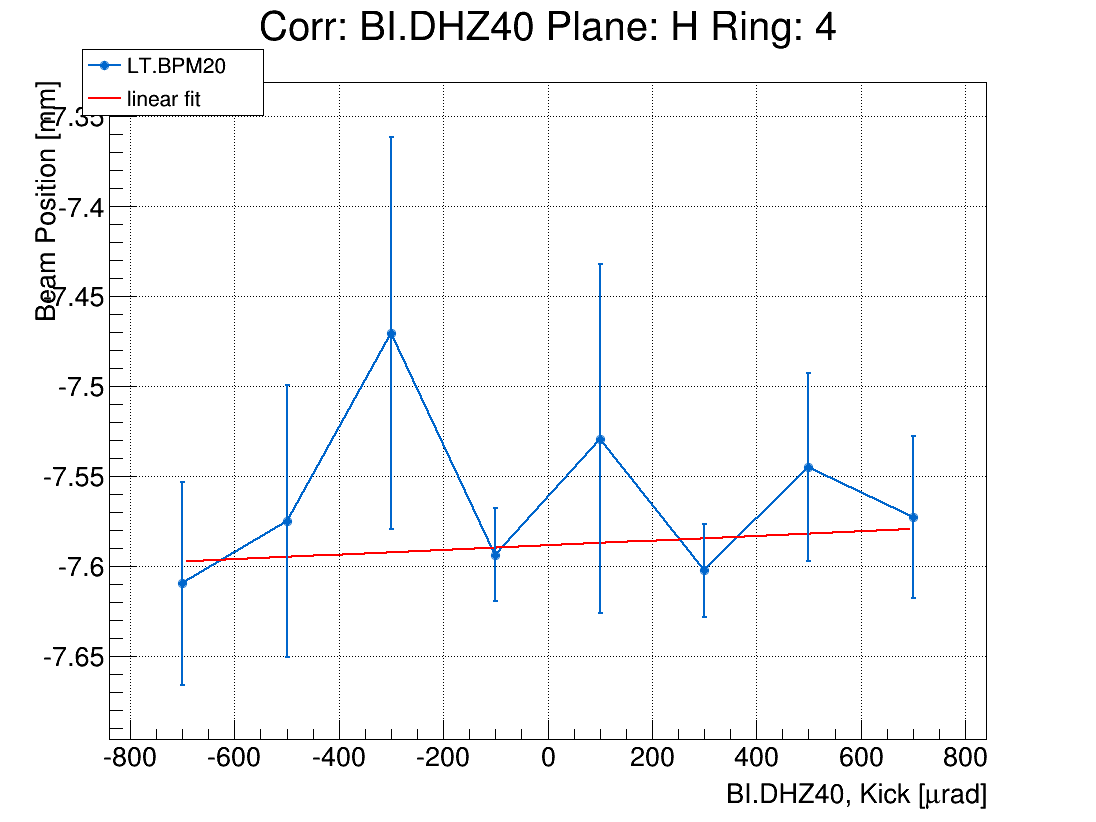 Corr: BI.DHZ40 Plane: H Ring: 4
LT.BPM20
linear fit
Beam Position [mm]
-7.35
-7.4
-7.45
-7.5
-7.55
-7.6
-7.65
-800 -600 -400 -200 0 200 400 600 800
BI.DHZ40, Kick [μrad]